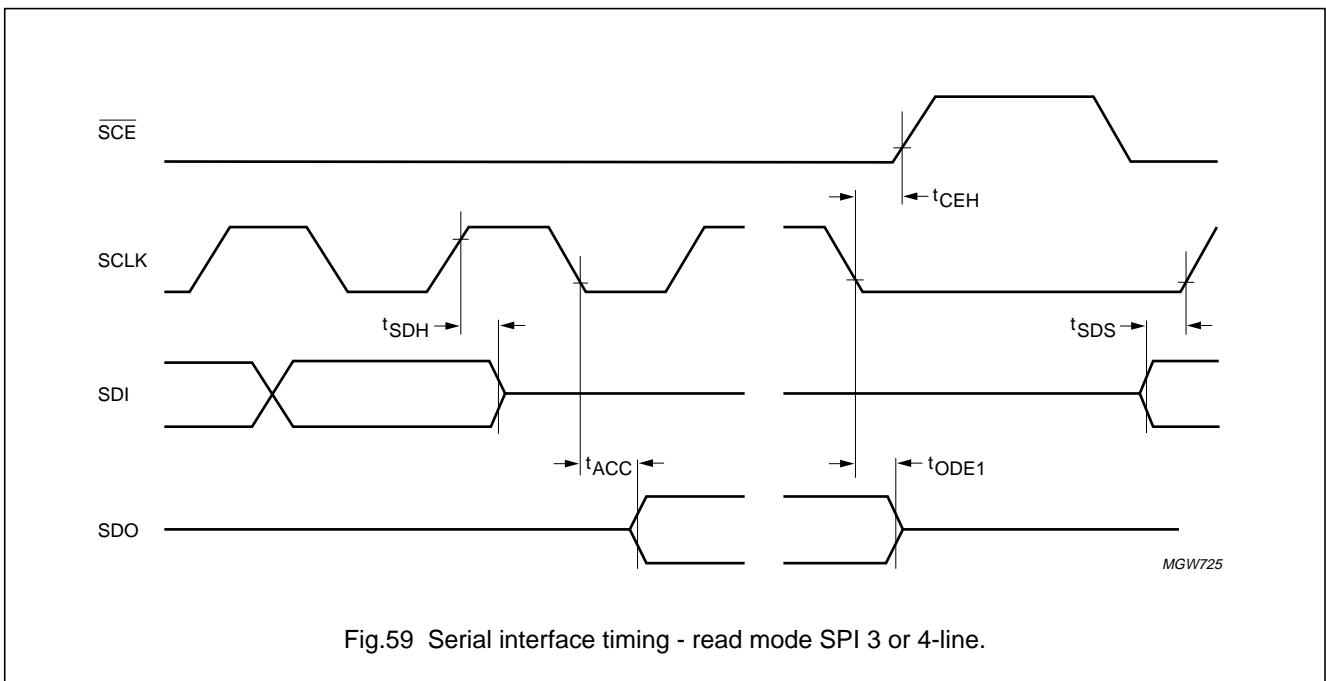 SCE
tCEH
SCLK
tSDH
tSDS
SDI
tACC
tODE1
SDO
MGW725
Fig.59 Serial interface timing - read mode SPI 3 or 4-line.